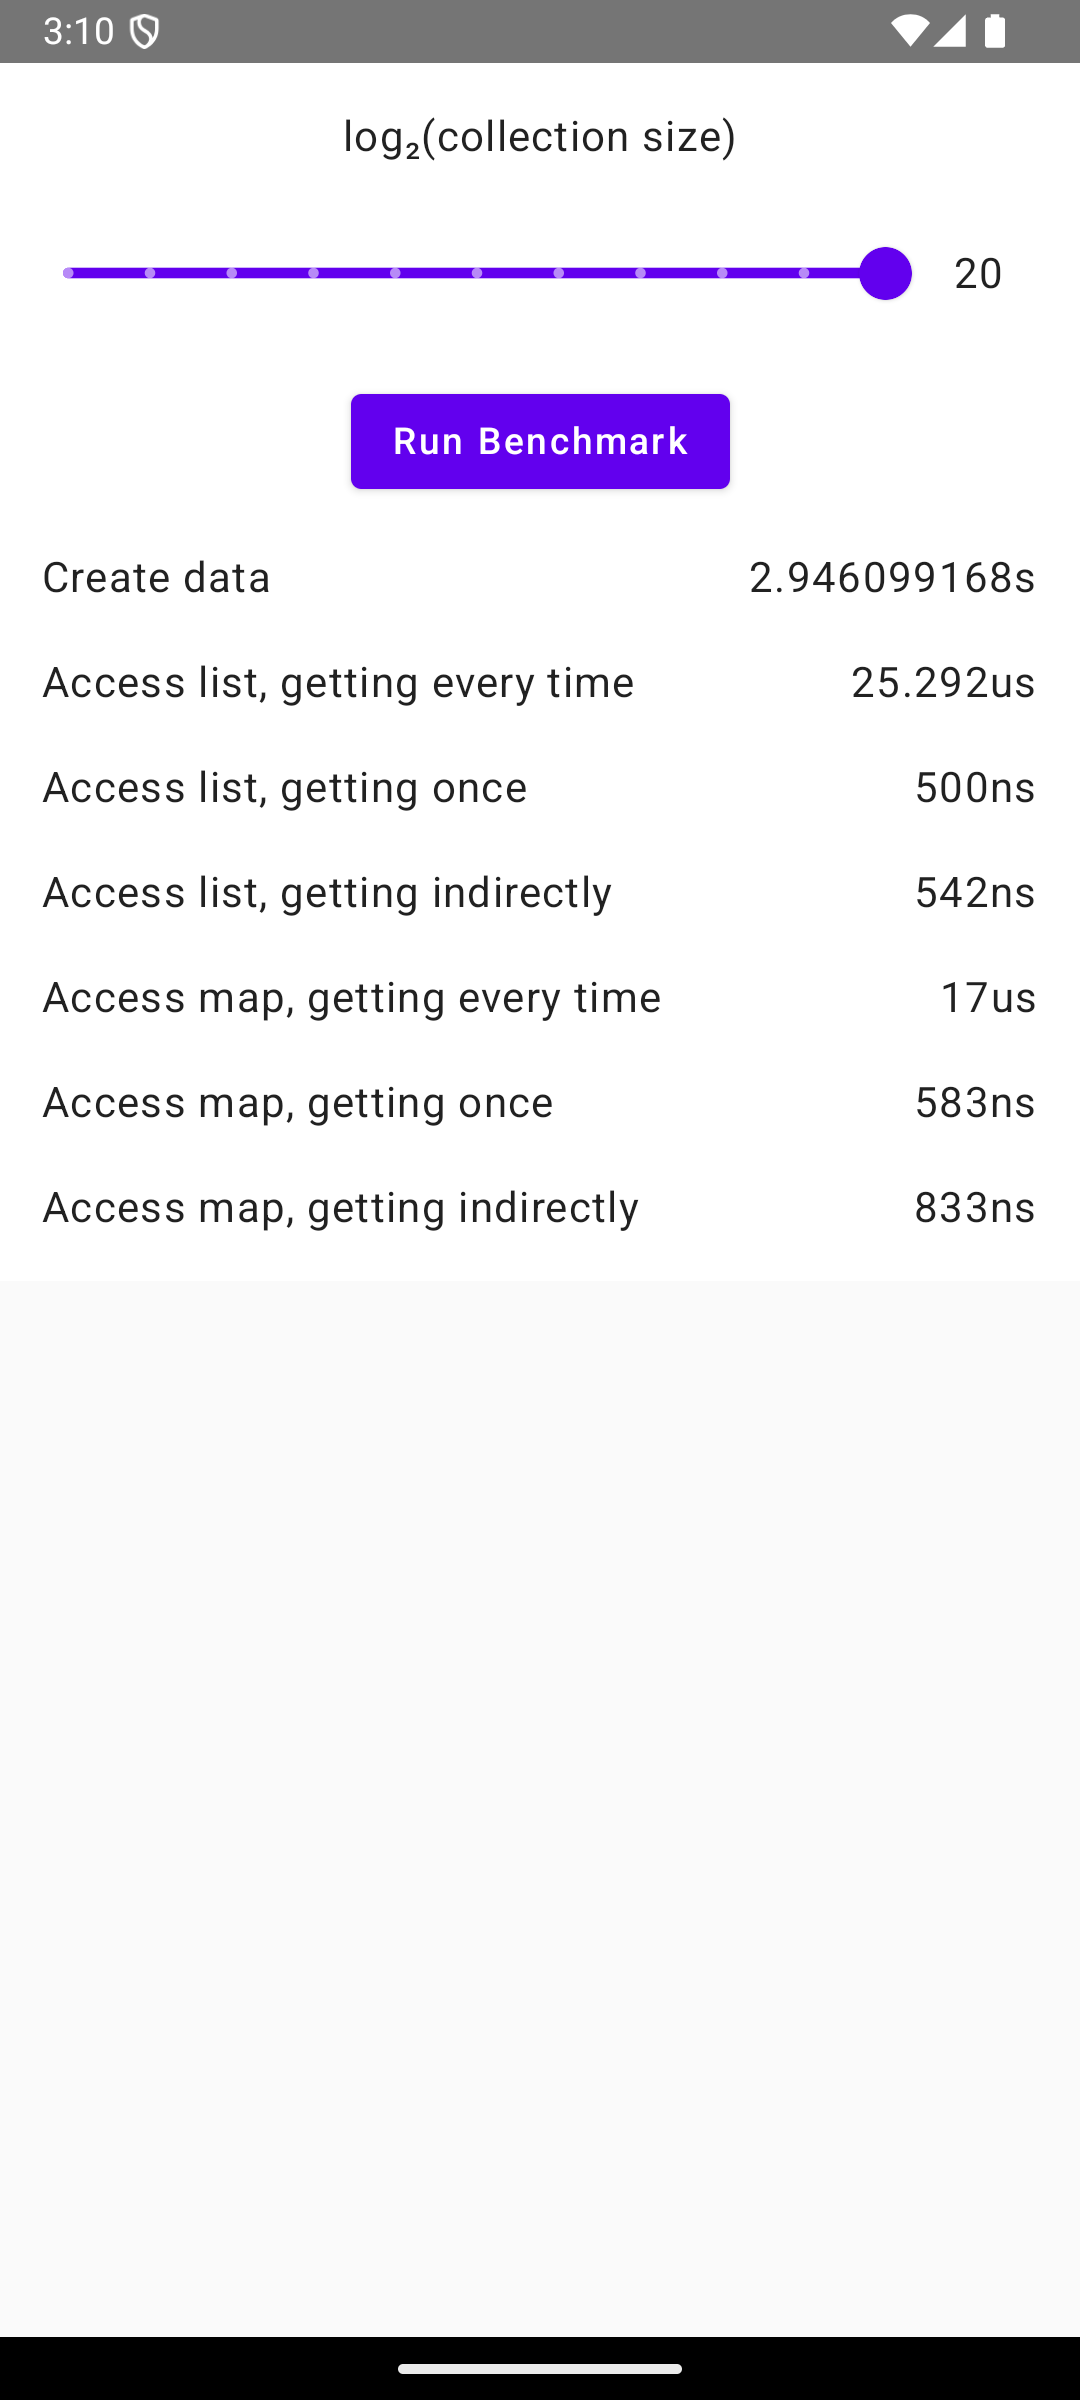 3:10
log₂(collection size)
20
Run Benchmark
Create data 2.946099168s
Access list, getting every time 25.292us
Access list, getting once 500ns
Access list, getting indirectly 542ns
Access map, getting every time 17us
Access map, getting once 583ns
Access map, getting indirectly 833ns